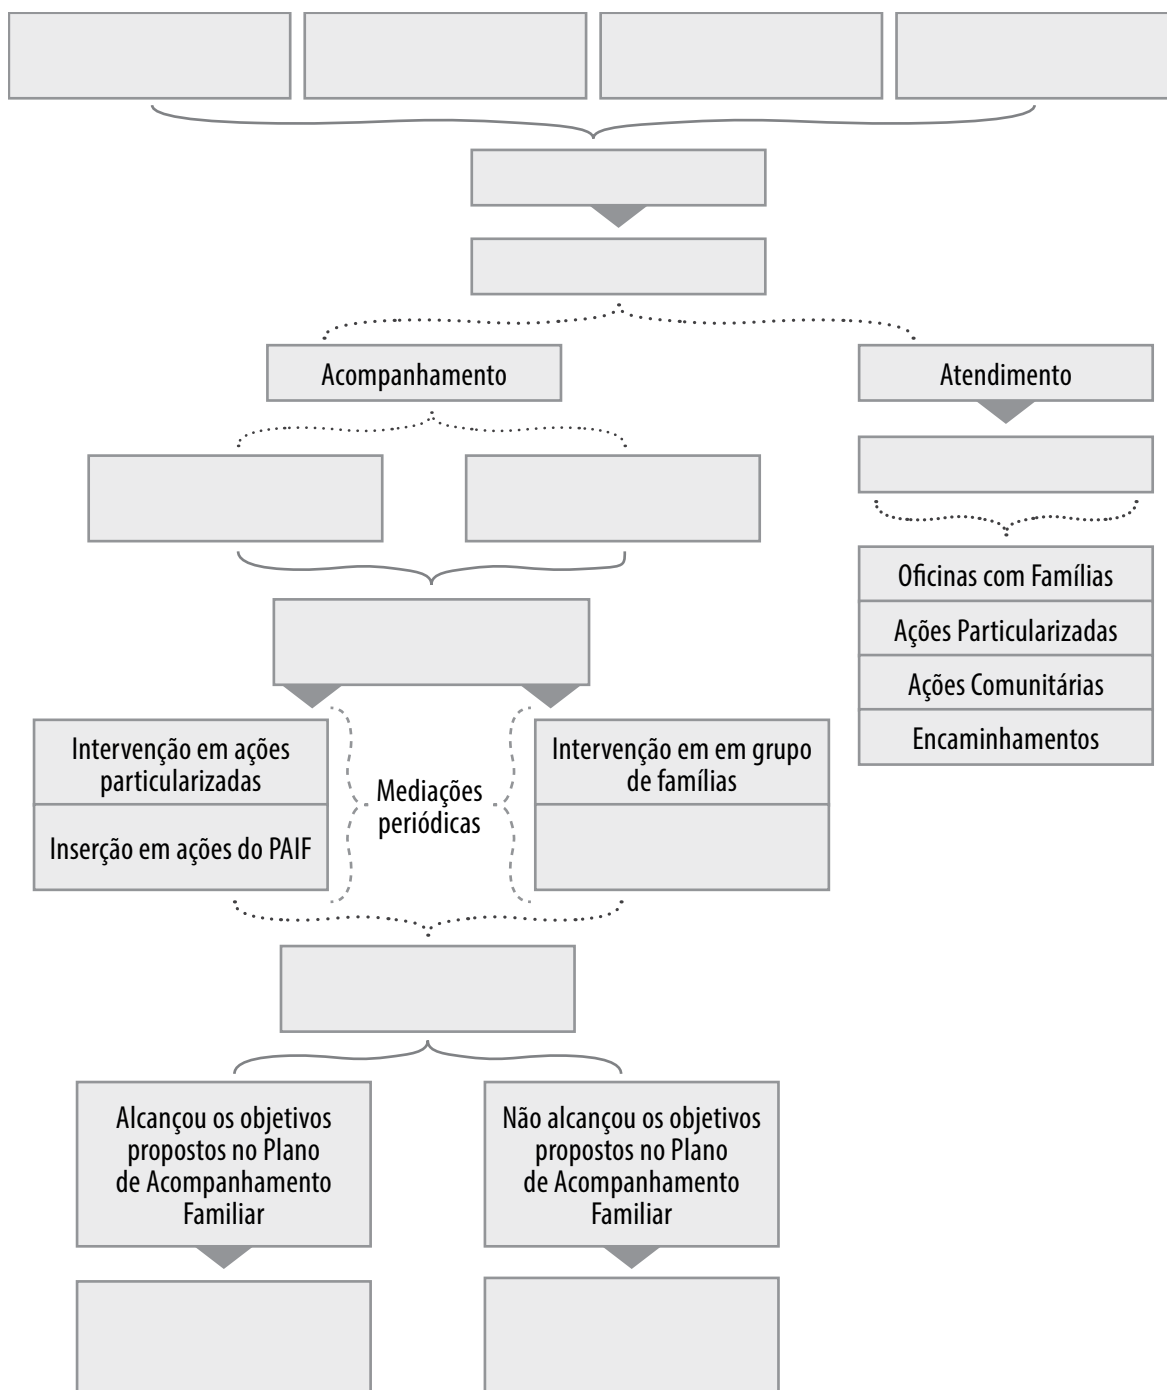 Acompanhamento
Atendimento
Oficinas com Famílias
Ações Particularizadas
Ações Comunitárias
Encaminhamentos
Intervenção em ações
particularizadas
Inserção em ações do PAIF
Mediações
periódicas
Intervenção em em grupo
de famílias
Alcançou os objetivos
propostos no Plano
de Acompanhamento
Familiar
Não alcançou os objetivos
propostos no Plano
de Acompanhamento
Familiar